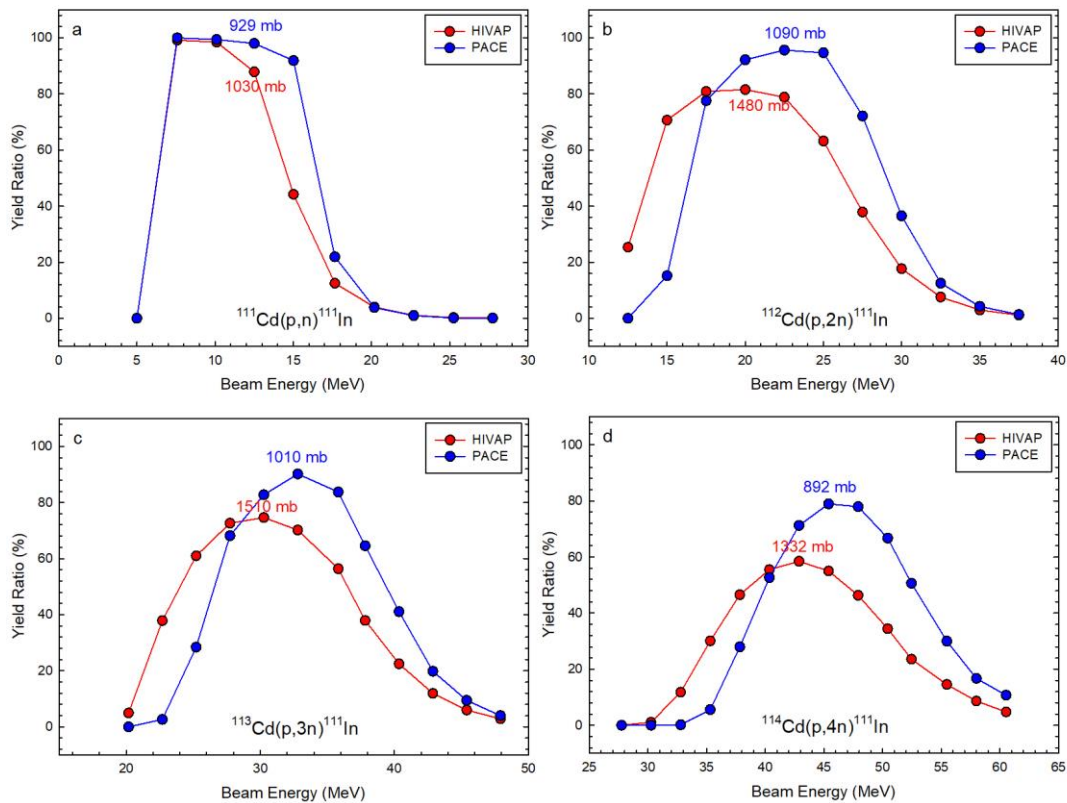 a
929 mb
HIVAP
PACE
1030 mb
100
80
60
40
20
0
Yield Ratio (%)
¹¹¹Cd(p,n)¹¹¹In
0 5 10 15 20 25 30
Beam Energy (MeV)
b
1090 mb
HIVAP
PACE
1480 mb
100
80
60
40
20
0
Yield Ratio (%)
¹¹²Cd(p,2n)¹¹¹In
10 15 20 25 30 35 40
Beam Energy (MeV)
c
1010 mb
HIVAP
PACE
1510 mb
100
80
60
40
20
0
Yield Ratio (%)
¹¹³Cd(p,3n)¹¹¹In
20 30 40 50
Beam Energy (MeV)
d
892 mb
HIVAP
PACE
1332 mb
100
80
60
40
20
0
Yield Ratio (%)
¹¹⁴Cd(p,4n)¹¹¹In
25 30 35 40 45 50 55 60 65
Beam Energy (MeV)